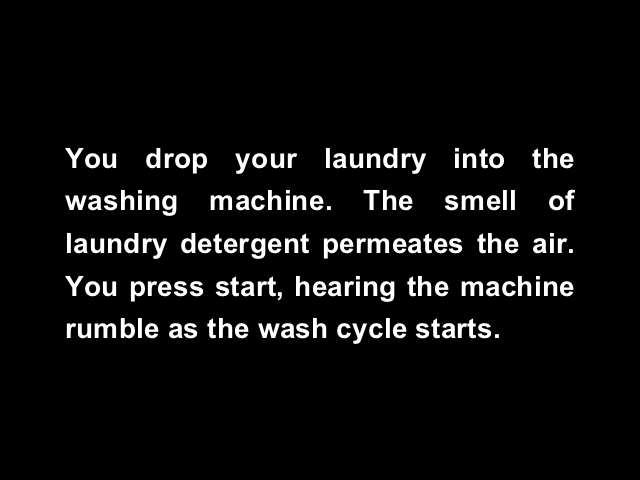 You drop your laundry into the
washing machine. The smell of
laundry detergent permeates the air.
You press start, hearing the machine
rumble as the wash cycle starts.